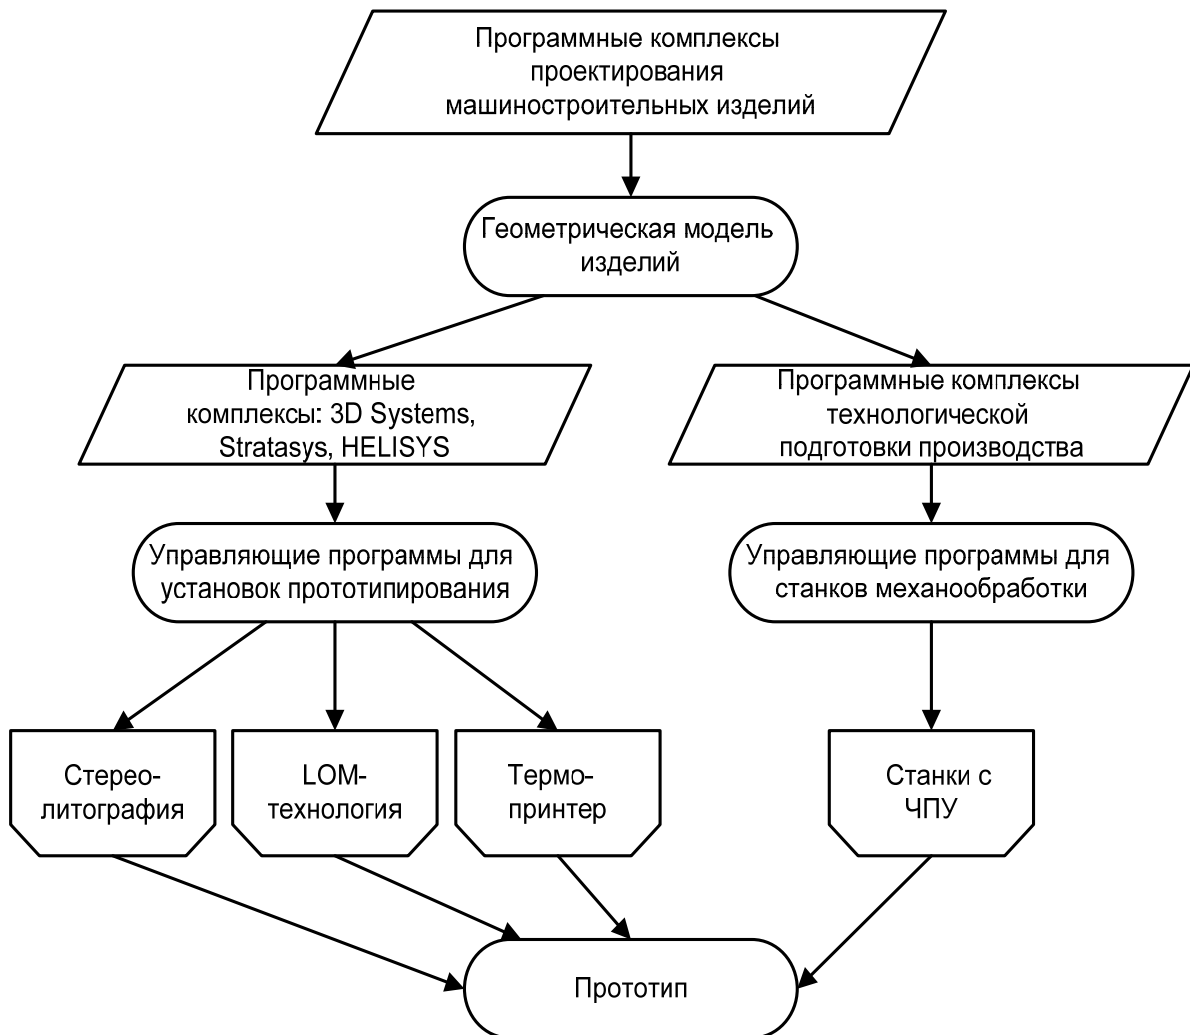 Программные комплексы
проектирования
машиностроительных изделий
Геометрическая модель
изделий
Программные
комплексы: 3D Systems,
Stratasys, HELISYS
Программные комплексы
технологической
подготовки производства
Управляющие программы для
установок прототипирования
Управляющие программы для
станков механообработки
Стерео-
литография
LOM-
технология
Термо-
принтер
Станки с
ЧПУ
Прототип